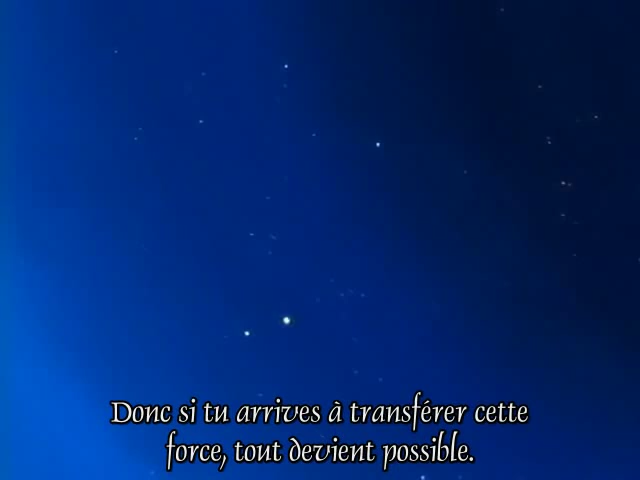 Donc si tu arrives à transférer cette
force, tout devient possible.